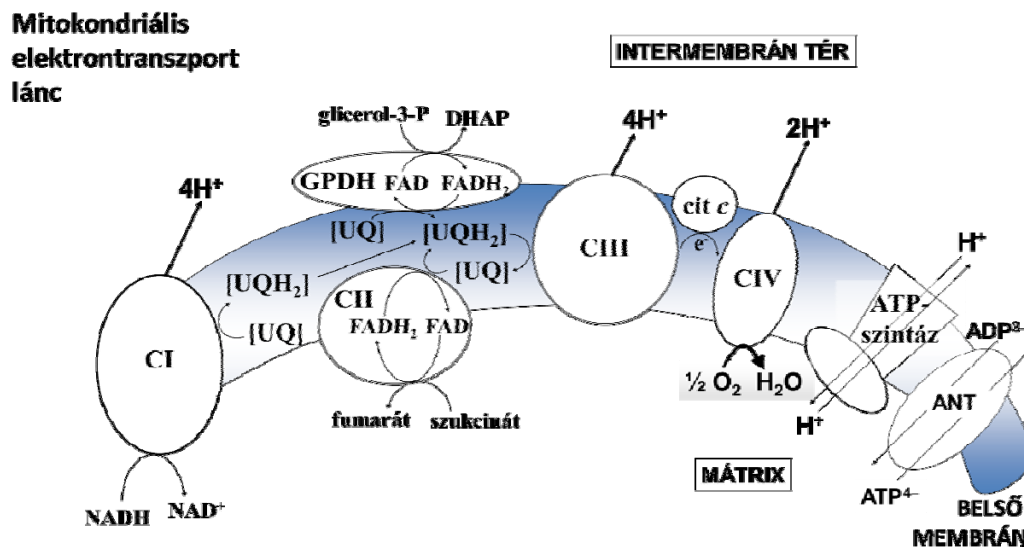 Mitokondriális
elektrontranszport
lánc
INTERMEMBRÁN TÉR
glicerol-3-P
DHAP
4H⁺
2H⁺
GPDH
FAD
FADH₂
4H⁺
cit c
[UQ]
[UQH₂]
e⁻
H⁺
CIII
[UQH₂]
[UQ]
CIV
CII
ATP-
szintáz
[UQ]
FADH₂
FAD
ADP³⁻
CI
½ O₂
H₂O
ANT
fumarát
szukcinát
H⁺
MÁTRIX
ATP⁴⁻
NADH
NAD⁺
BELSŐ
MEMBRÁN